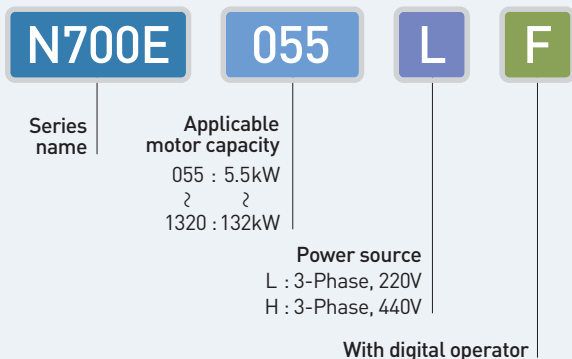 N700E 055 L F
Series
name
Applicable
motor capacity
055 : 5.5kW
≀ ≀
1320 : 132kW
Power source
L : 3-Phase, 220V
H : 3-Phase, 440V
With digital operator